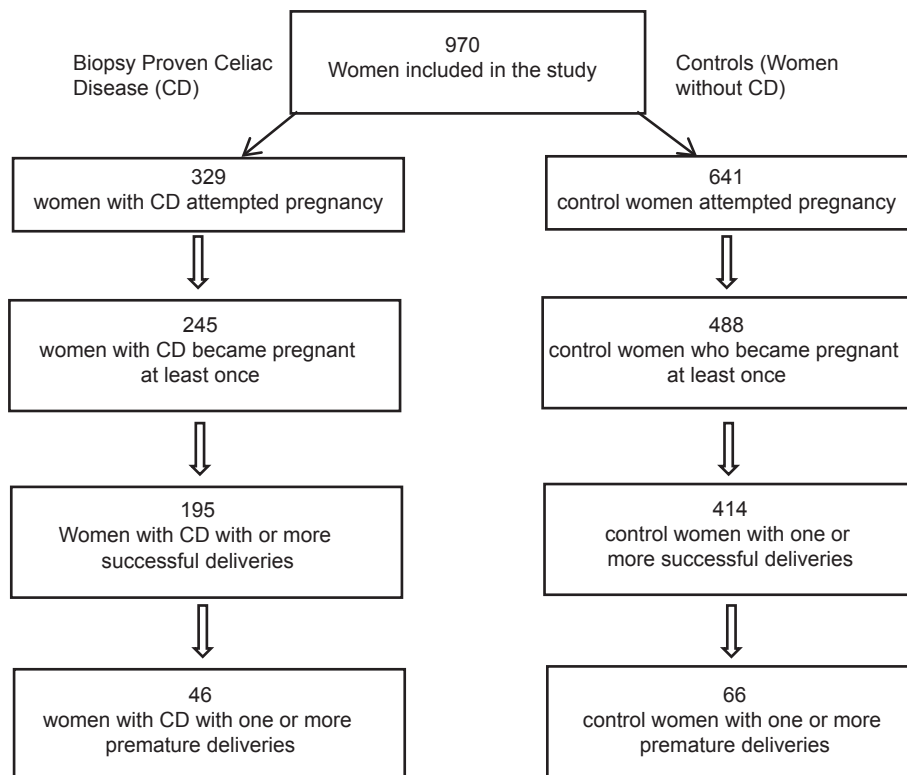 970
Women included in the study
Biopsy Proven Celiac
Disease (CD)
Controls (Women
without CD)
329
women with CD attempted pregnancy
641
control women attempted pregnancy
245
women with CD became pregnant
at least once
488
control women who became pregnant
at least once
195
Women with CD with or more
successful deliveries
414
control women with one or
more successful deliveries
46
women with CD with one or more
premature deliveries
66
control women with one or more
premature deliveries